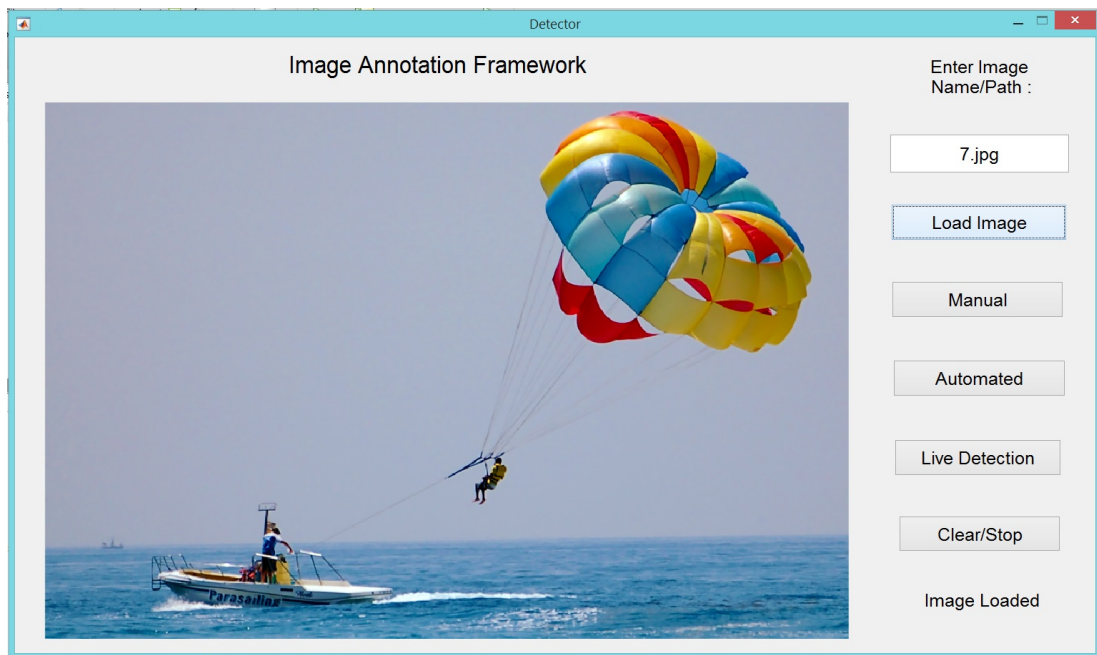 Detector
Image Annotation Framework
Enter Image
Name/Path :
7.jpg
Load Image
Manual
Automated
Live Detection
Clear/Stop
Image Loaded
Parasailing